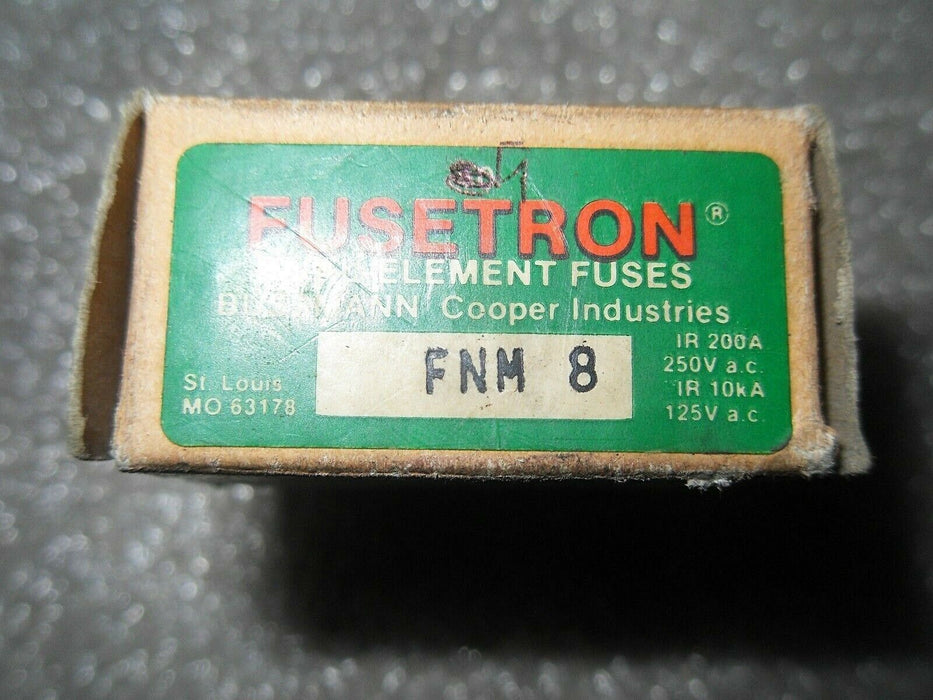 FUSETRON®
ELEMENT FUSES
Cooper Industries
FNM 8
St. Louis
MO 63178
IR 200A
250V a.c.
IR 10kA
125V a.c.